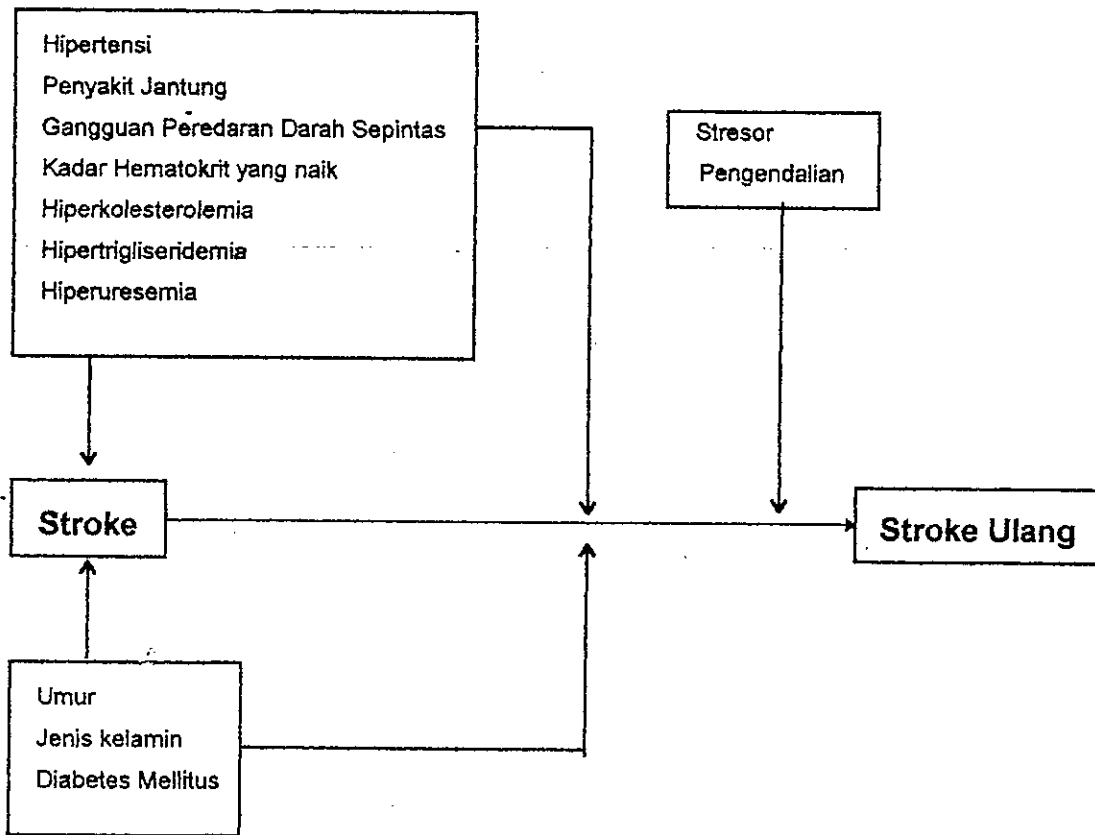 Hipertensi
Penyakit Jantung
Gangguan Peredaran Darah Sepintas
Kadar Hematokrit yang naik
Hiperkolesterolemia
Hipertrigliseridemia
Hiperuresemia
Stresor
Pengendalian
Stroke
Stroke Ulang
Umur
Jenis kelamin
Diabetes Mellitus